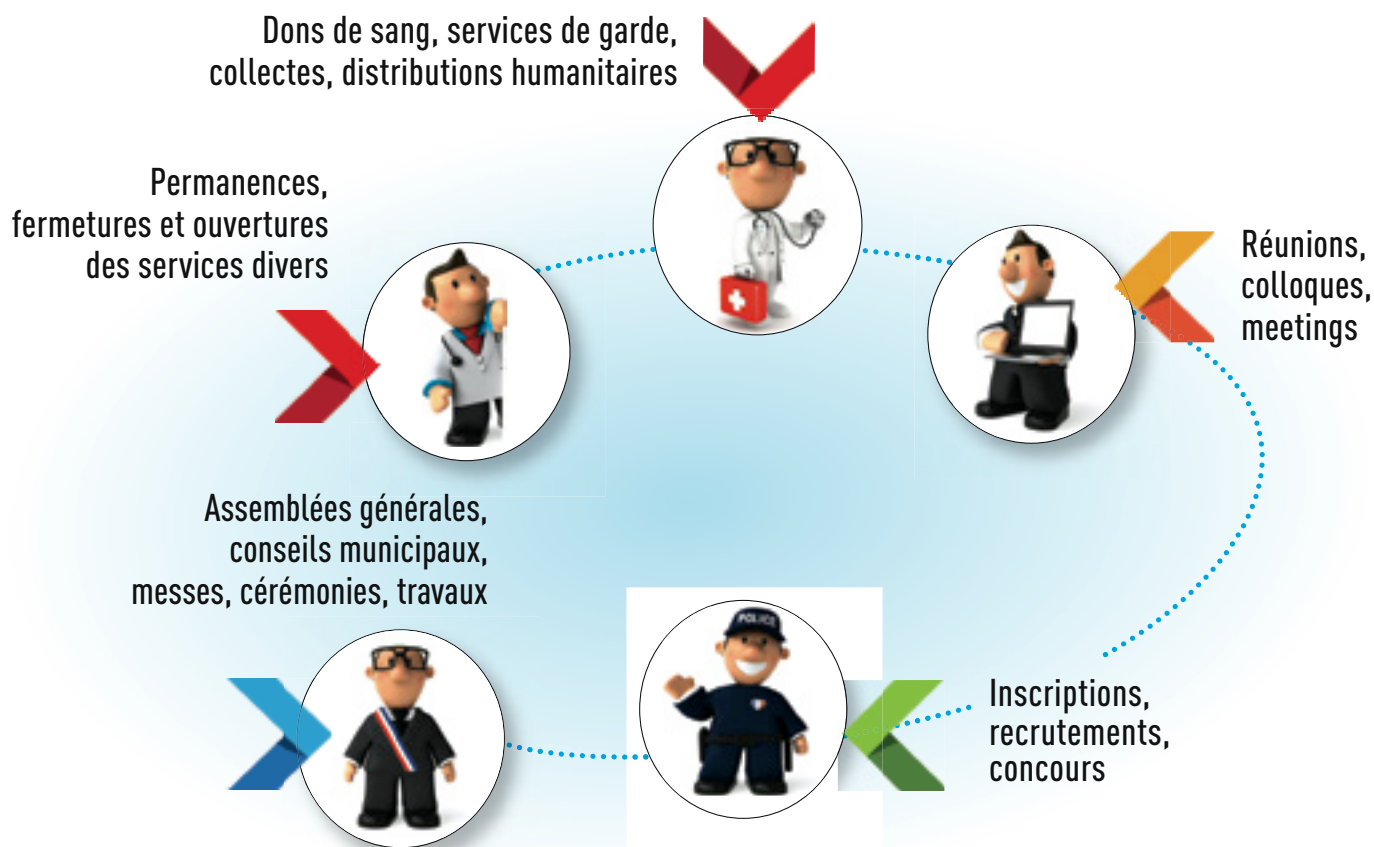 Dons de sang, services de garde,
collectes, distributions humanitaires
Permanences,
fermetures et ouvertures
des services divers
Réunions,
colloques,
meetings
Assemblées générales,
conseils municipaux,
messes, cérémonies, travaux
POLICE
Inscriptions,
recrutements,
concours